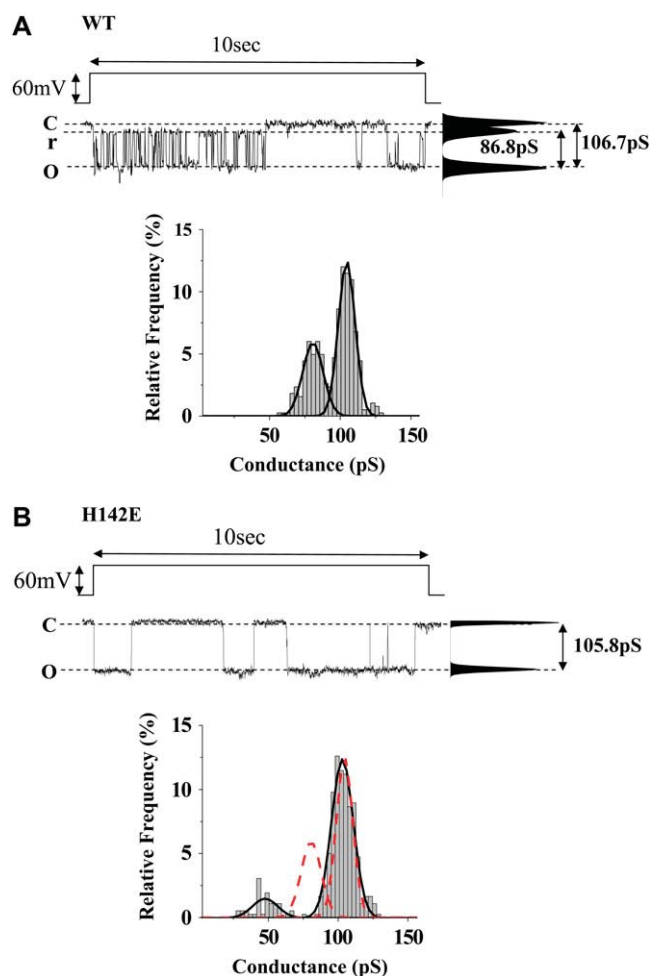 A WT
10sec
60mV
C
r
O
86.8pS
106.7pS
15
10
5
0
Relative Frequency (%)
50 100 150
Conductance (pS)
B H142E
10sec
60mV
C
O
105.8pS
15
10
5
0
Relative Frequency (%)
50 100 150
Conductance (pS)